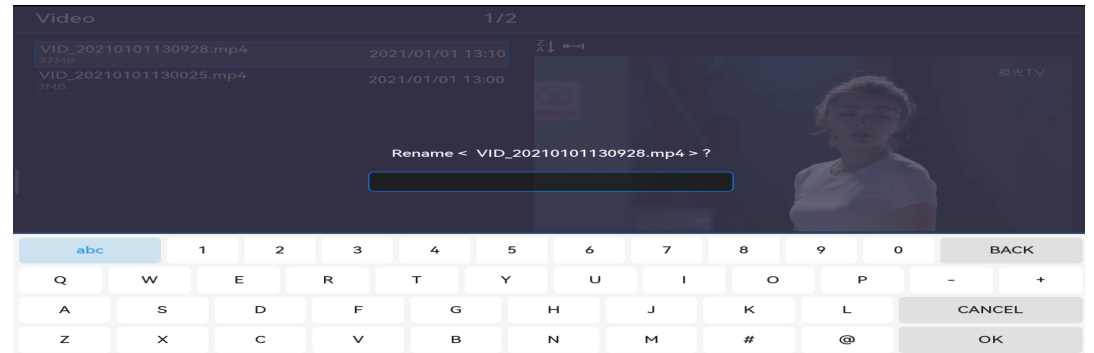 Video 1/2
VID_20210101130928.mp4 2021/01/01 13:10
37MB
VID_20210101130025.mp4 2021/01/01 13:00
3MB
极光TV
Rename < VID_20210101130928.mp4 > ?
abc 1 2 3 4 5 6 7 8 9 0 BACK
Q W E R T Y U I O P - +
A S D F G H J K L CANCEL
Z X C V B N M # @ OK